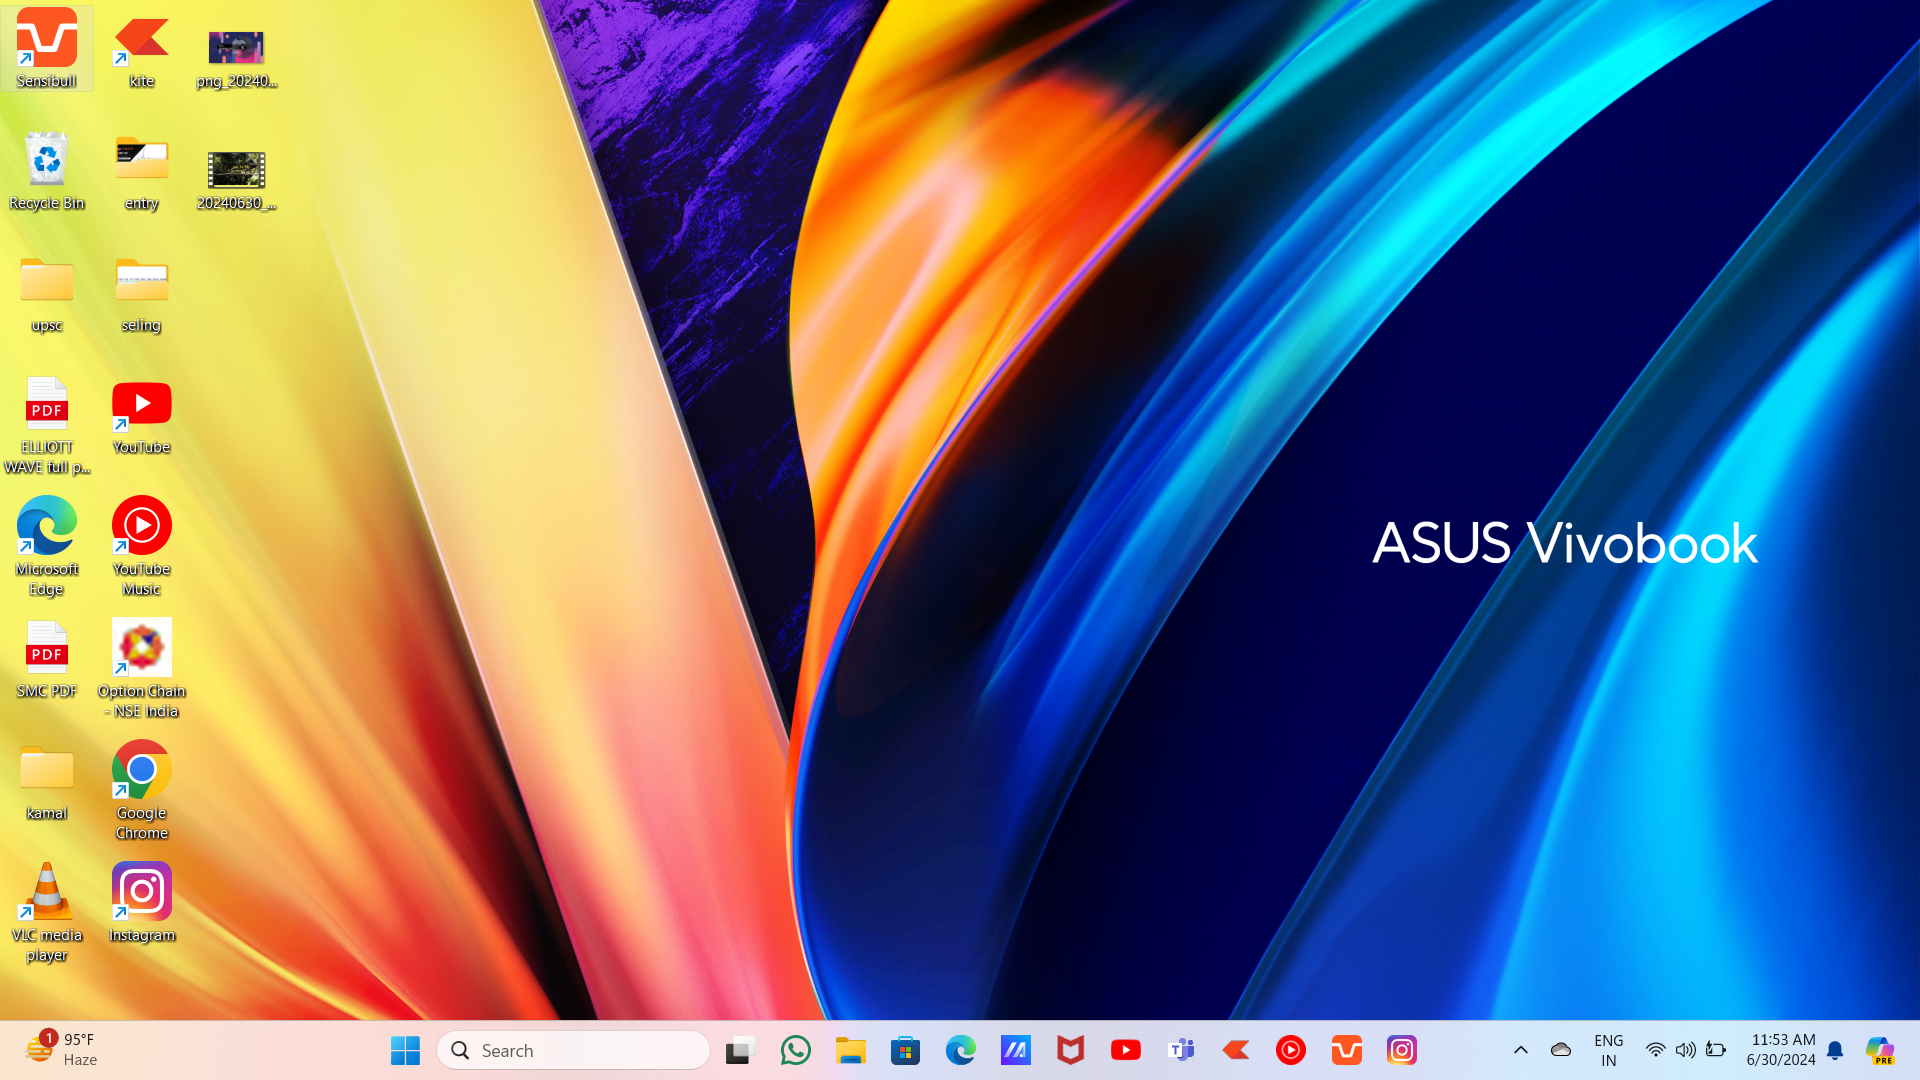 Sensibull
kite
png_20240...
Recycle Bin
entry
20240630_...
upsc
seling
PDF
ELLIOTT
WAVE full p...
YouTube
Microsoft
Edge
YouTube
Music
PDF
SMC PDF
Option Chain
- NSE India
kamal
Google
Chrome
VLC media
player
Instagram
ASUS Vivobook
1
95°F
Haze
Search
ENG
IN
11:53 AM
6/30/2024
PRE